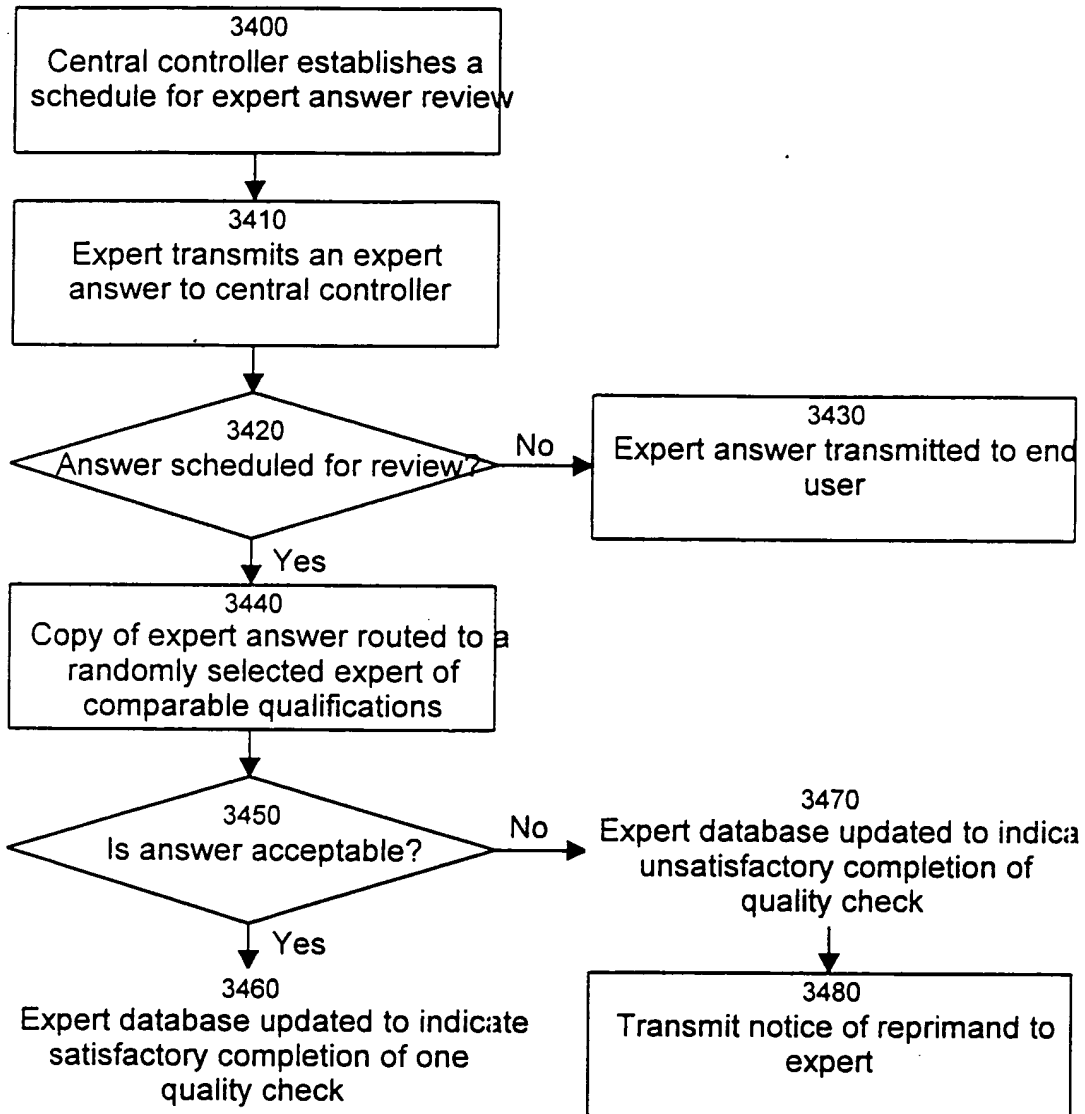 3400
Central controller establishes a
schedule for expert answer review
3410
Expert transmits an expert
answer to central controller
3420
Answer scheduled for review?
No
3430
Expert answer transmitted to end
user
Yes
3440
Copy of expert answer routed to a
randomly selected expert of
comparable qualifications
3450
Is answer acceptable?
No
3470
Expert database updated to indica
unsatisfactory completion of
quality check
Yes
3460
Expert database updated to indicate
satisfactory completion of one
quality check
3480
Transmit notice of reprimand to
expert